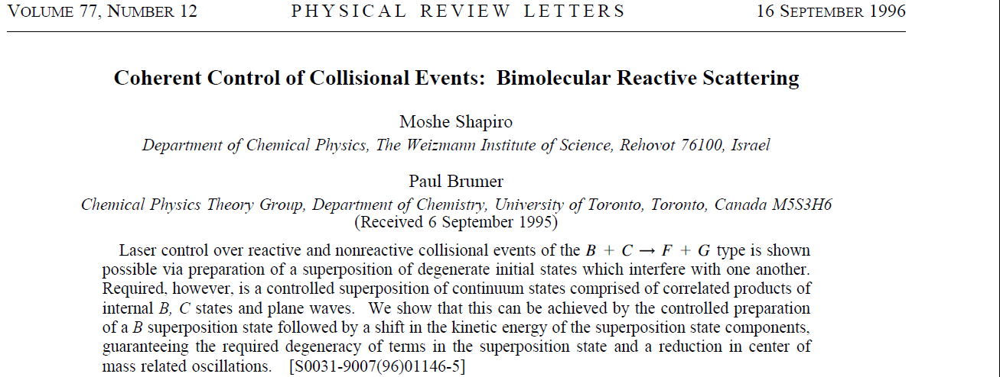 VOLUME 77, NUMBER 12 PHYSICAL REVIEW LETTERS 16 SEPTEMBER 1996
Coherent Control of Collisional Events: Bimolecular Reactive Scattering
Moshe Shapiro
Department of Chemical Physics, The Weizmann Institute of Science, Rehovot 76100, Israel
Paul Brumer
Chemical Physics Theory Group, Department of Chemistry, University of Toronto, Toronto, Canada M5S3H6
(Received 6 September 1995)
Laser control over reactive and nonreactive collisional events of the B + C → F + G type is shown
possible via preparation of a superposition of degenerate initial states which interfere with one another.
Required, however, is a controlled superposition of continuum states comprised of correlated products of
internal B, C states and plane waves. We show that this can be achieved by the controlled preparation
of a B superposition state followed by a shift in the kinetic energy of the superposition state components,
guaranteeing the required degeneracy of terms in the superposition state and a reduction in center of
mass related oscillations. [S0031-9007(96)01146-5]